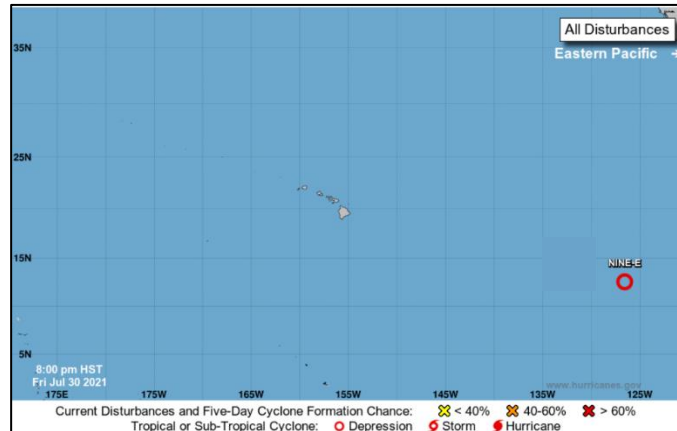 All Disturbances
Eastern Pacific
35N
25N
15N
NINE-E
5N
8:00 pm HST
Fri Jul 30 2021
www.hurricanes.gov
175E 175W 165W 155W 145W 135W 125W
Current Disturbances and Five-Day Cyclone Formation Chance: < 40% 40-60% > 60%
Tropical or Sub-Tropical Cyclone: Depression Storm Hurricane